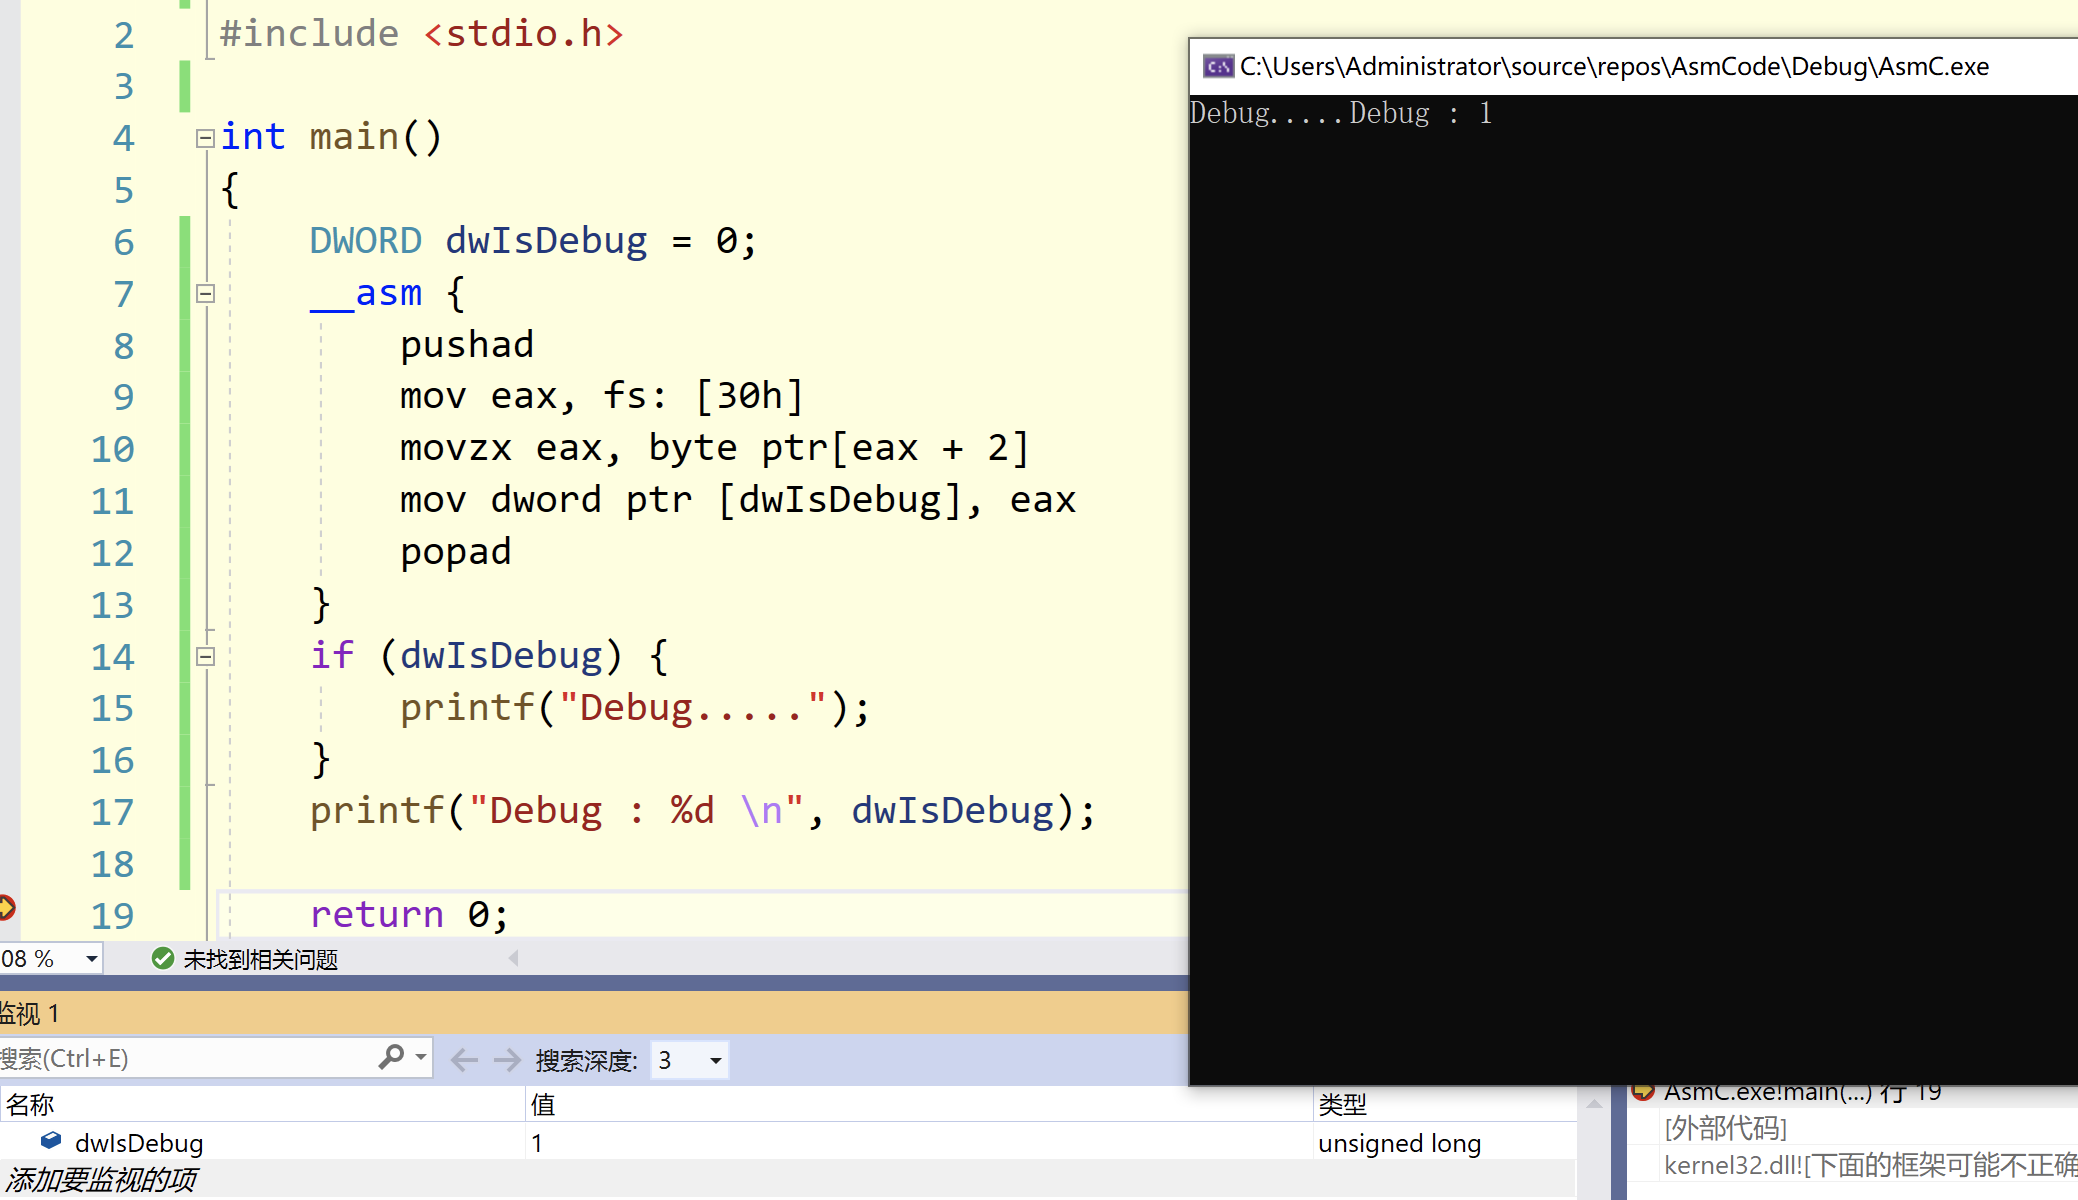 2 #include <stdio.h>
3
4 int main()
5 {
6 DWORD dwIsDebug = 0;
7 __asm {
8 pushad
9 mov eax, fs: [30h]
10 movzx eax, byte ptr[eax + 2]
11 mov dword ptr [dwIsDebug], eax
12 popad
13 }
14 if (dwIsDebug) {
15 printf("Debug.....");
16 }
17 printf("Debug : %d \n", dwIsDebug);
18
19 return 0;
C:\Users\Administrator\source\repos\AsmCode\Debug\AsmC.exe
Debug.....Debug : 1
08 % 未找到相关问题
监视 1
搜索(Ctrl+E) 搜索深度: 3
名称 值 类型
dwIsDebug 1 unsigned long
添加要监视的项
AsmC.exe!main(...) 行 19
[外部代码]
kernel32.dll![下面的框架可能不正确